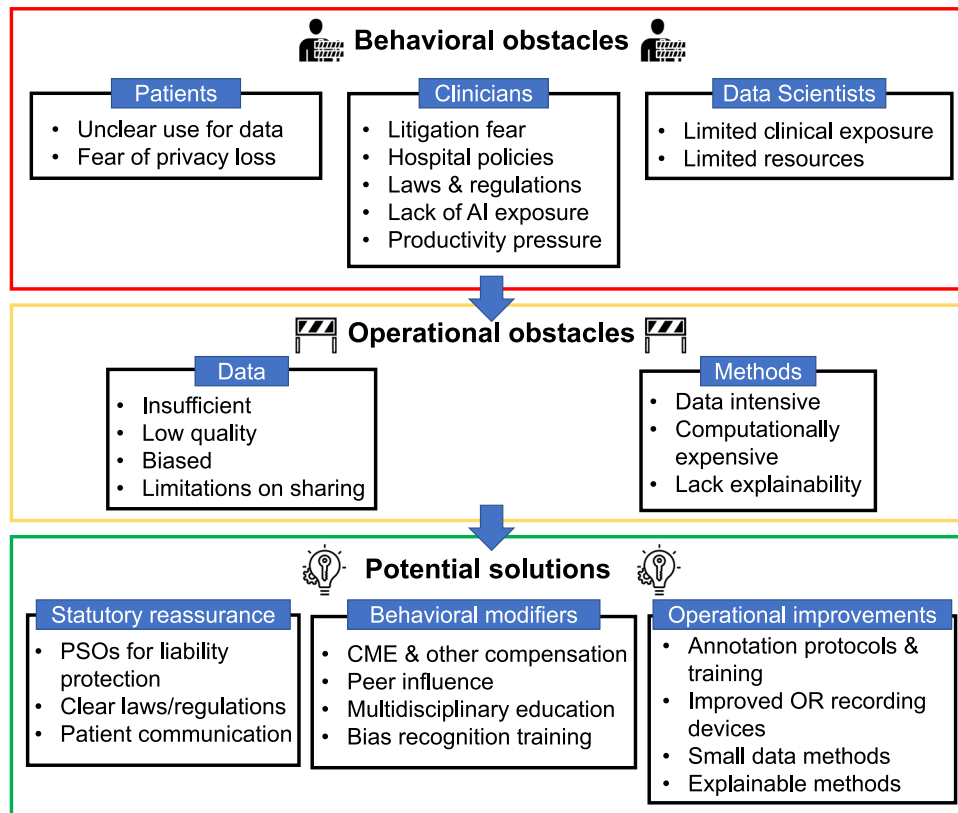 Behavioral obstacles
Patients
• Unclear use for data
• Fear of privacy loss
Clinicians
• Litigation fear
• Hospital policies
• Laws & regulations
• Lack of AI exposure
• Productivity pressure
Data Scientists
• Limited clinical exposure
• Limited resources
Operational obstacles
Data
• Insufficient
• Low quality
• Biased
• Limitations on sharing
Methods
• Data intensive
• Computationally
expensive
• Lack explainability
Potential solutions
Statutory reassurance
• PSOs for liability
protection
• Clear laws/regulations
• Patient communication
Behavioral modifiers
• CME & other compensation
• Peer influence
• Multidisciplinary education
• Bias recognition training
Operational improvements
• Annotation protocols &
training
• Improved OR recording
devices
• Small data methods
• Explainable methods